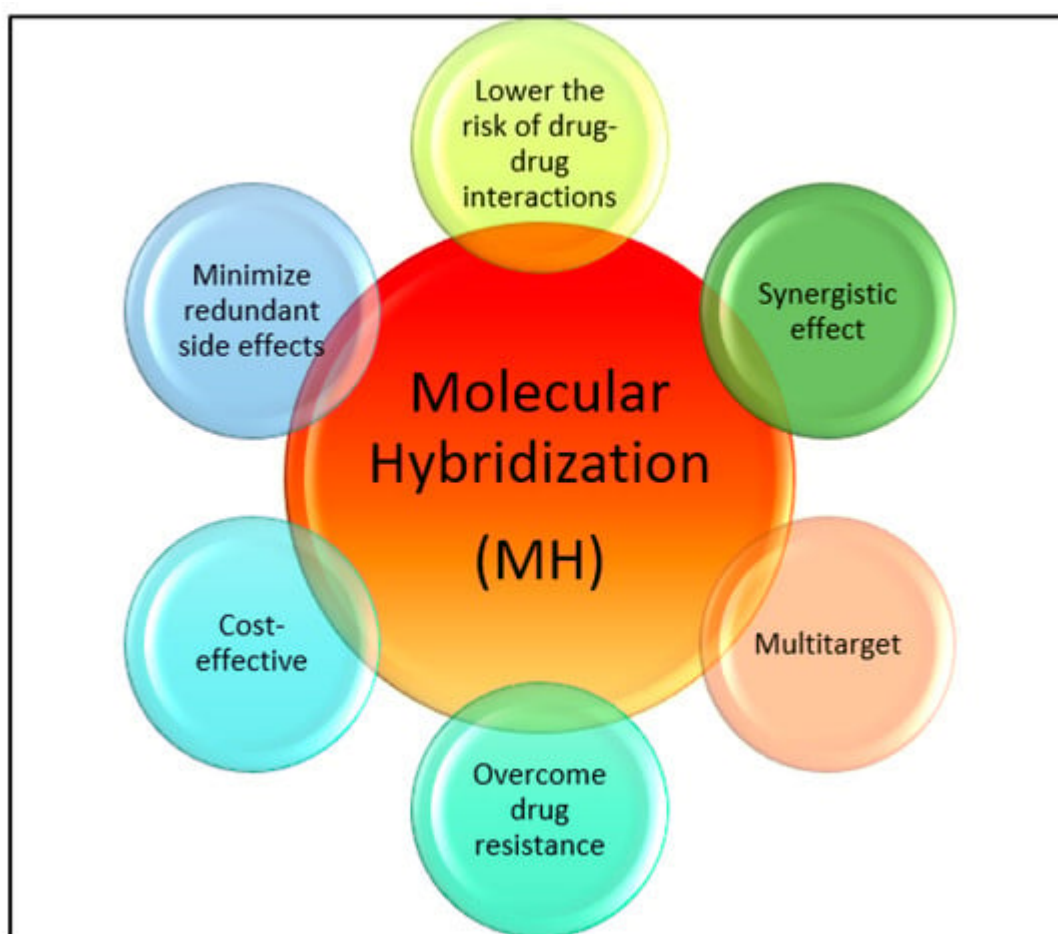 Lower the
risk of drug-
drug
interactions
Minimize
redundant
side effects
Synergistic
effect
Molecular
Hybridization
(MH)
Cost-
effective
Multitarget
Overcome
drug
resistance